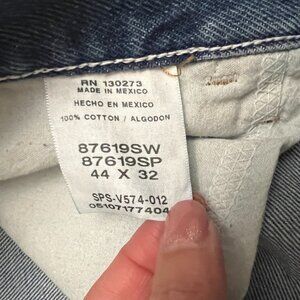 RN 130273
MADE IN MEXICO
HECHO EN MEXICO
100% COTTON / ALGODON
87619SW
87619SP
44 X 32
SPS-V574-012
05107177404